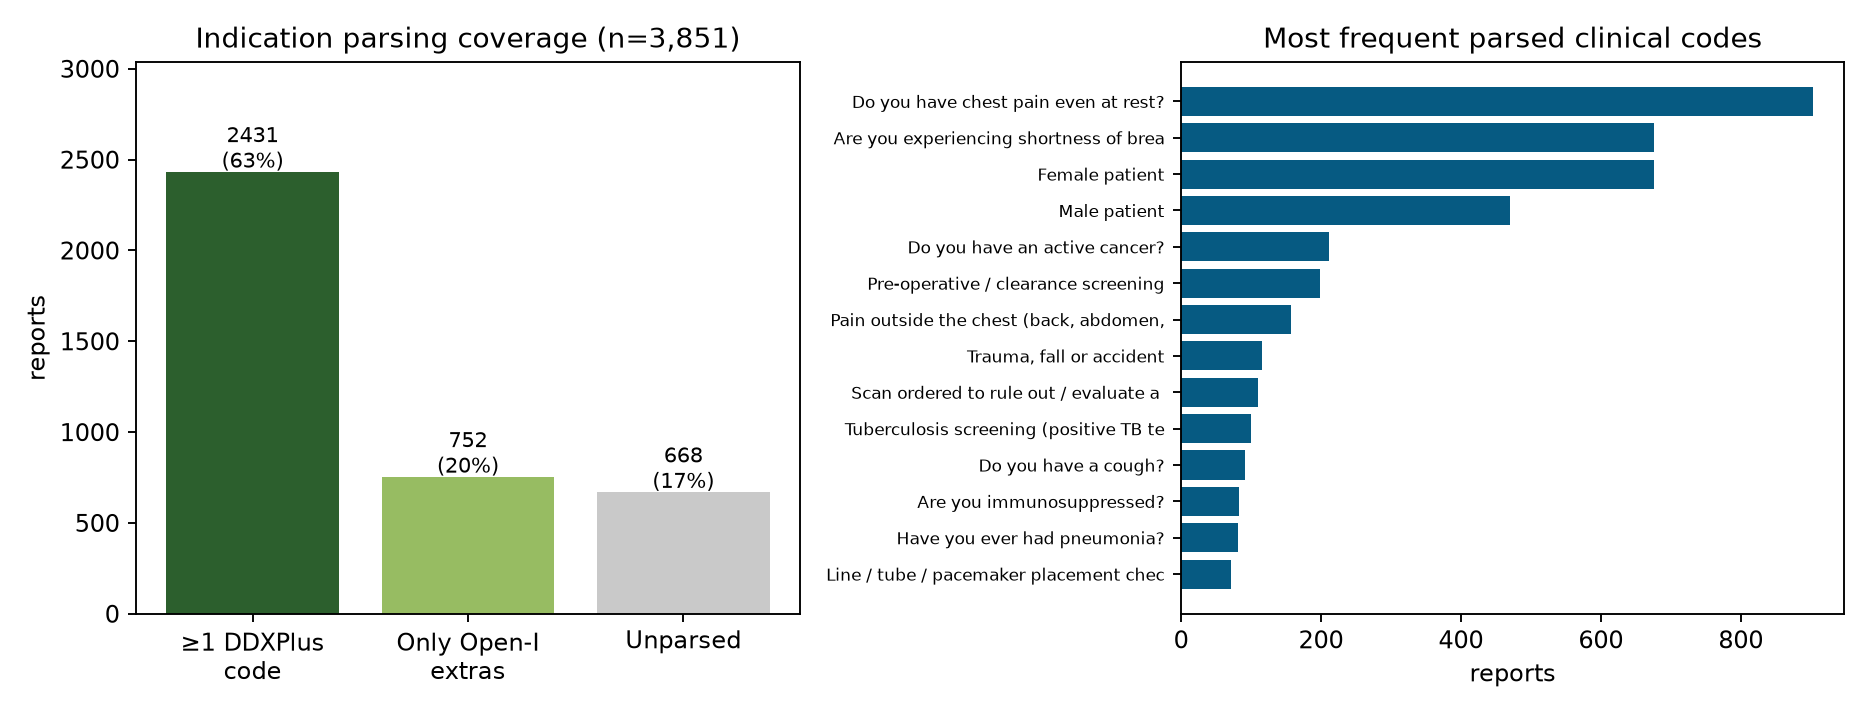 Indication parsing coverage (n=3,851)
3000
2500
2000
1500
1000
500
0
reports
2431
(63%)
752
(20%)
668
(17%)
≥1 DDXPlus
code
Only Open-I
extras
Unparsed
Most frequent parsed clinical codes
Do you have chest pain even at rest?
Are you experiencing shortness of brea
Female patient
Male patient
Do you have an active cancer?
Pre-operative / clearance screening
Pain outside the chest (back, abdomen,
Trauma, fall or accident
Scan ordered to rule out / evaluate a
Tuberculosis screening (positive TB te
Do you have a cough?
Are you immunosuppressed?
Have you ever had pneumonia?
Line / tube / pacemaker placement chec
0
200
400
600
800
reports